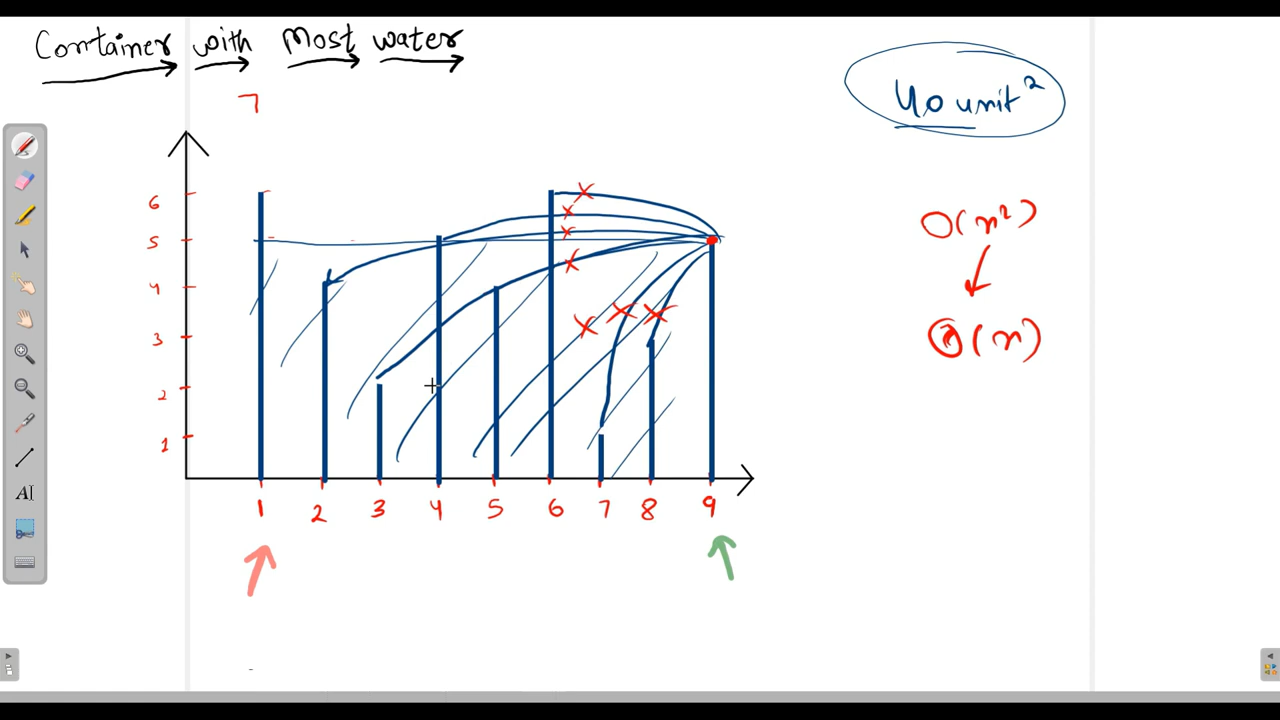 Container with Most water
7
40 unit²
6
5
4
3
2
1
O(n²)
O(n)
1 2 3 4 5 6 7 8 9
AI